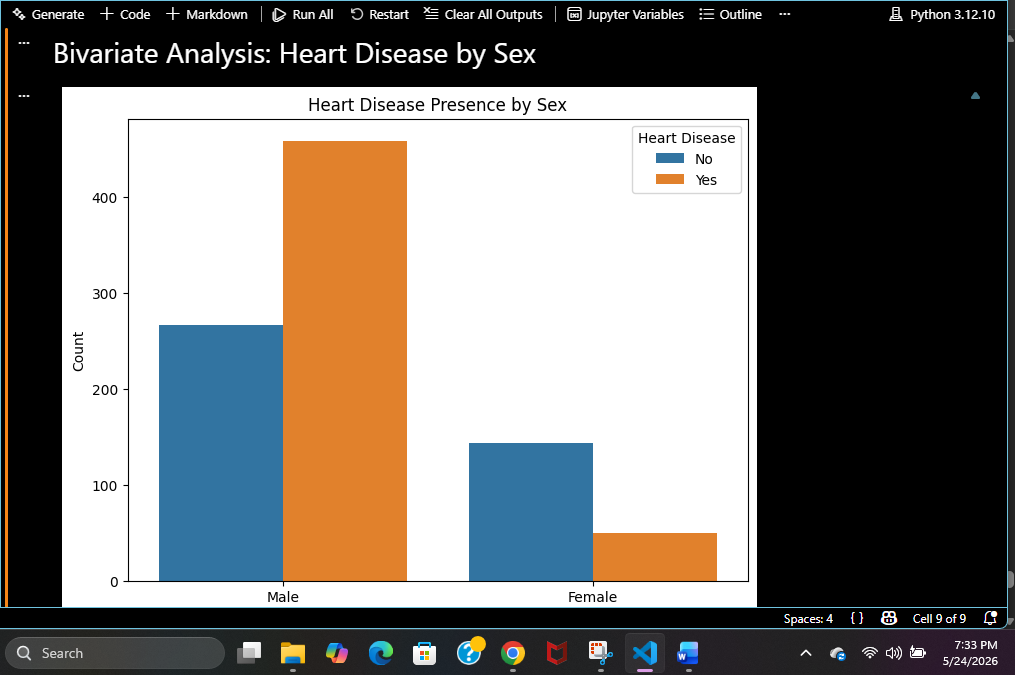 Generate + Code + Markdown Run All Restart Clear All Outputs Jupyter Variables Outline ... Python 3.12.10
Bivariate Analysis: Heart Disease by Sex
Heart Disease Presence by Sex
Heart Disease
No
Yes
400
300
200
100
0
Count
Male Female
Spaces: 4 { } Cell 9 of 9
Search
7:33 PM
5/24/2026